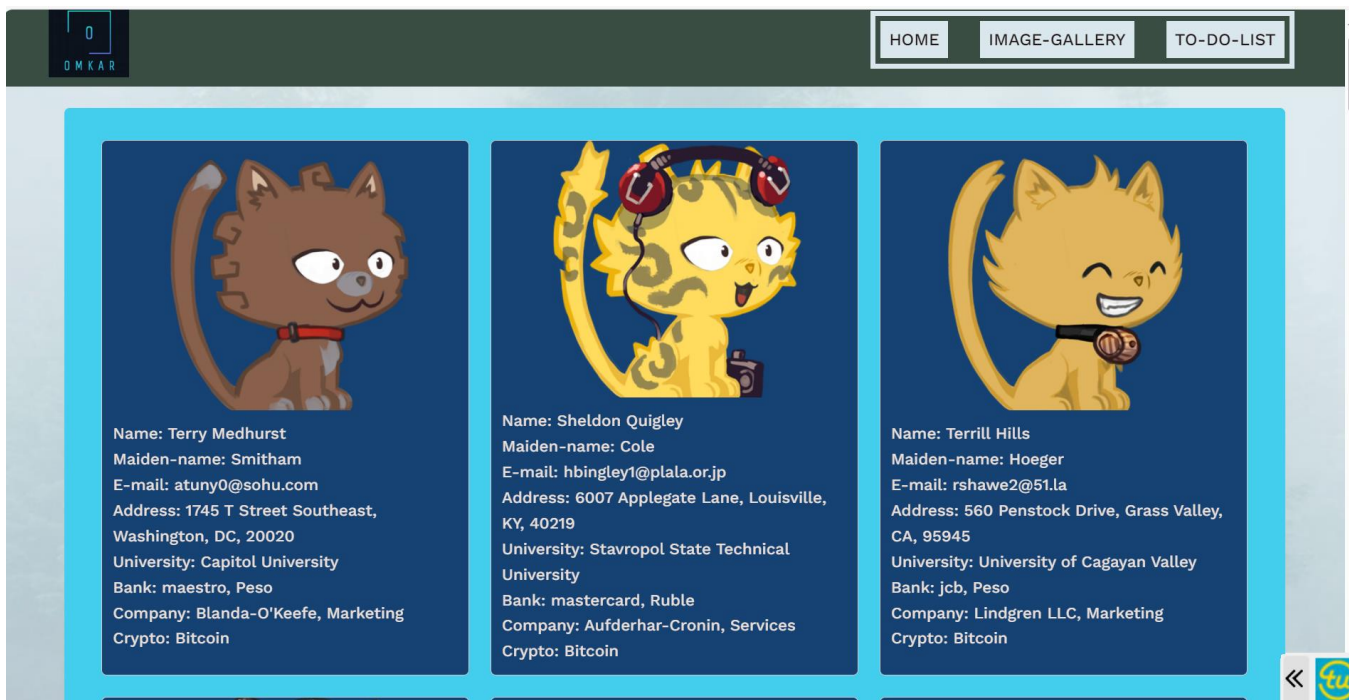 O
OMKAR
HOME
IMAGE-GALLERY
TO-DO-LIST
Name: Terry Medhurst
Maiden-name: Smitham
E-mail: atuny0@sohu.com
Address: 1745 T Street Southeast,
Washington, DC, 20020
University: Capitol University
Bank: maestro, Peso
Company: Blanda-O'Keefe, Marketing
Crypto: Bitcoin
Name: Sheldon Quigley
Maiden-name: Cole
E-mail: hbingley1@plala.or.jp
Address: 6007 Applegate Lane, Louisville,
KY, 40219
University: Stavropol State Technical
University
Bank: mastercard, Ruble
Company: Aufderhar-Cronin, Services
Crypto: Bitcoin
Name: Terrill Hills
Maiden-name: Hoeger
E-mail: rshawe2@51.la
Address: 560 Penstock Drive, Grass Valley,
CA, 95945
University: University of Cagayan Valley
Bank: jcb, Peso
Company: Lindgren LLC, Marketing
Crypto: Bitcoin
tu